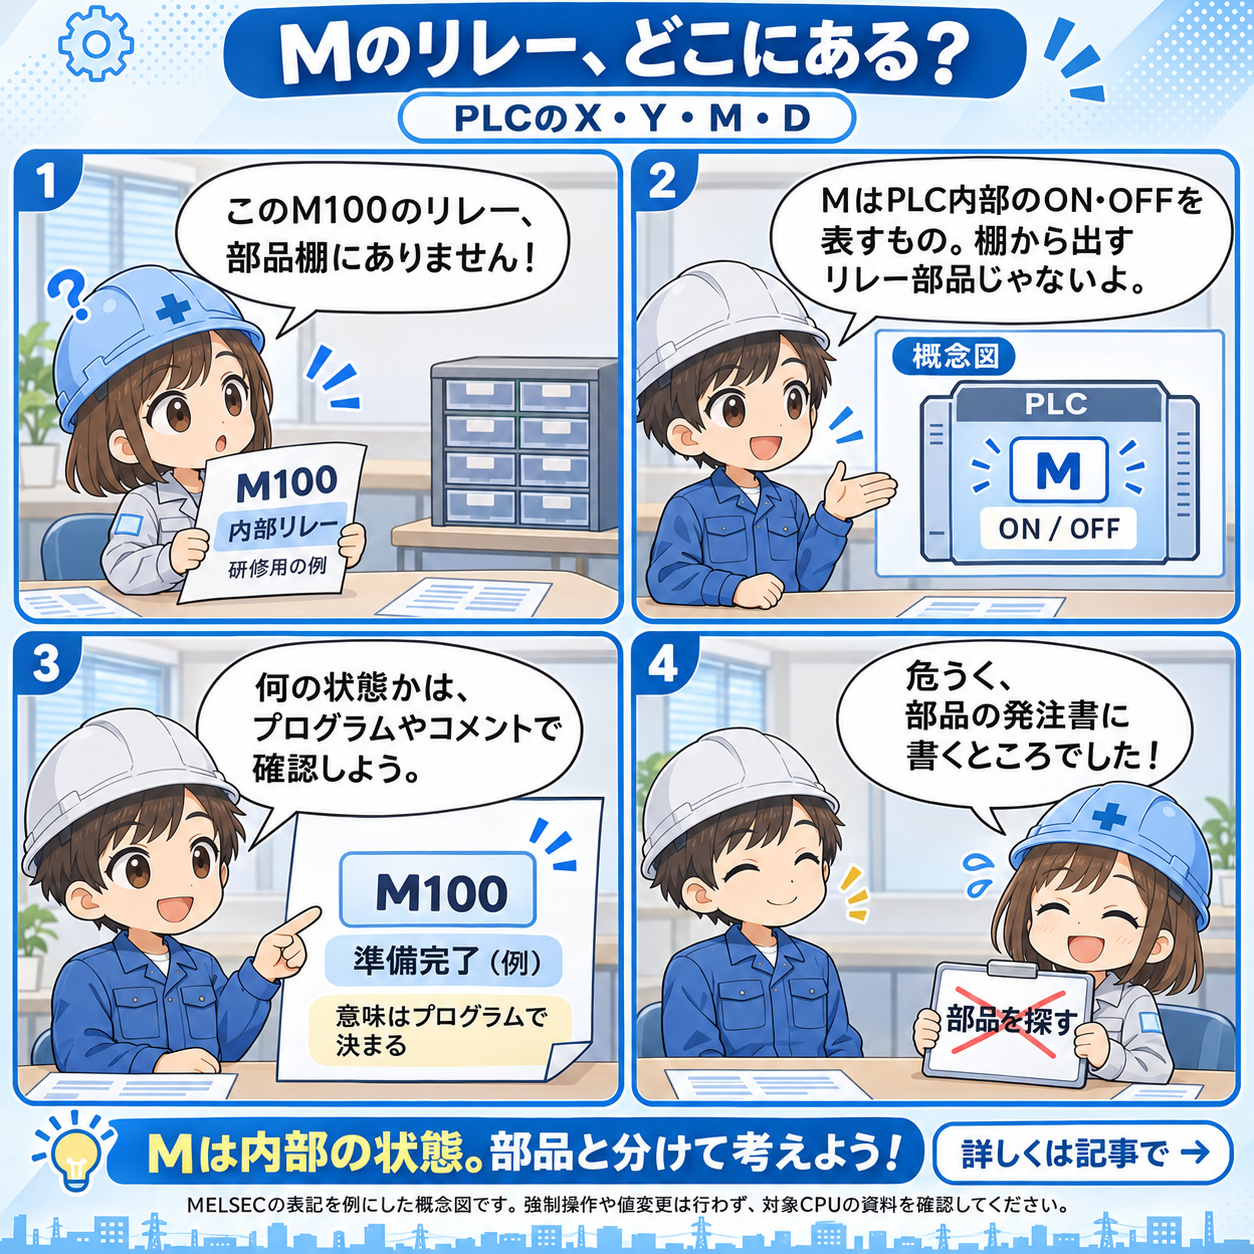 Mのリレー、どこにある?
PLCのX・Y・M・D
1
このM100のリレー、
部品棚にありません!
?
M100
内部リレー
研修用の例
2
MはPLC内部のON・OFFを
表すもの。棚から出す
リレー部品じゃないよ。
概念図
PLC
M
ON / OFF
3
何の状態かは、
プログラムやコメントで
確認しよう。
M100
準備完了(例)
意味はプログラムで
決まる
4
危うく、
部品の発注書に
書くところでした!
部品を探す
Mは内部の状態。部品と分けて考えよう!
詳しくは記事で→
MELSECの表記を例にした概念図です。強制操作や値変更は行わず、対象CPUの資料を確認してください。